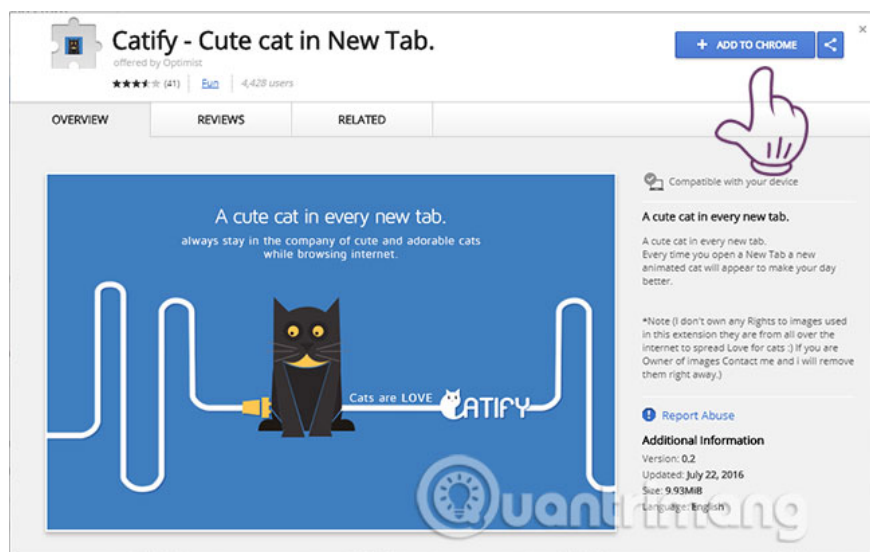 Catify - Cute cat in New Tab.
offered by Optimist
(41)
Fun
4,428 users
+ ADD TO CHROME
OVERVIEW
REVIEWS
RELATED
A cute cat in every new tab.
always stay in the company of cute and adorable cats
while browsing internet.
Cats are LOVE
CATIFY
Compatible with your device
A cute cat in every new tab.
A cute cat in every new tab.
Every time you open a New Tab a new
animated cat will appear to make your day
better.
*Note (I don't own any Rights to images used
in this extension they are from all over the
internet to spread Love for cats :) If you are
Owner of images Contact me and i will remove
them right away.)
Report Abuse
Additional Information
Version: 0.2
Updated: July 22, 2016
Size: 9.93MiB
Language: English
Quantrimang